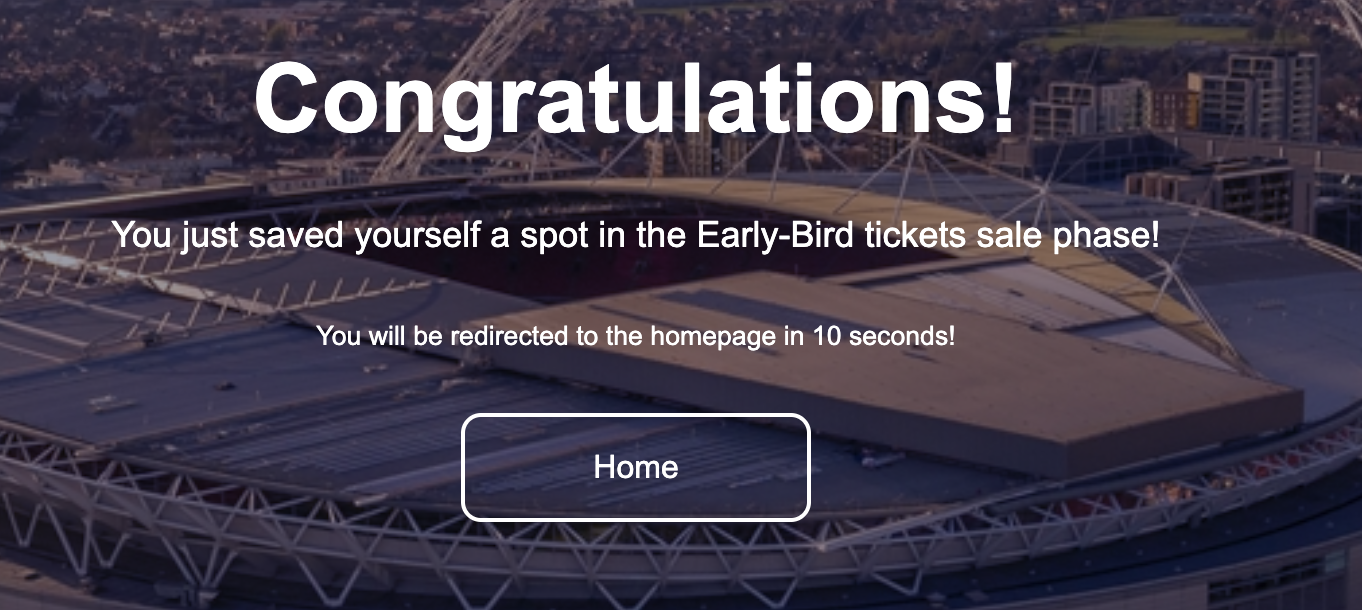 Congratulations!
You just saved yourself a spot in the Early-Bird tickets sale phase!
You will be redirected to the homepage in 10 seconds!
Home